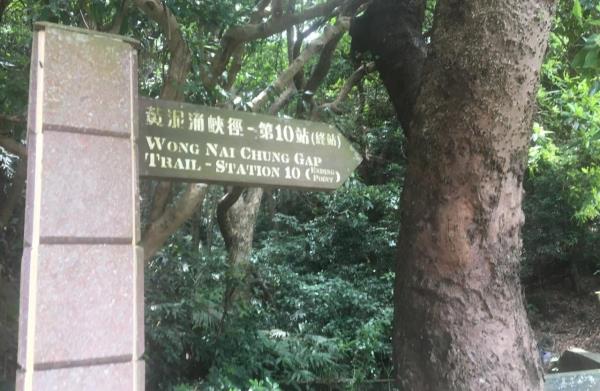 黃泥涌峽徑-第10站(終站)
WONG NAI CHUNG GAP
TRAIL - STATION 10 (ENDING POINT)